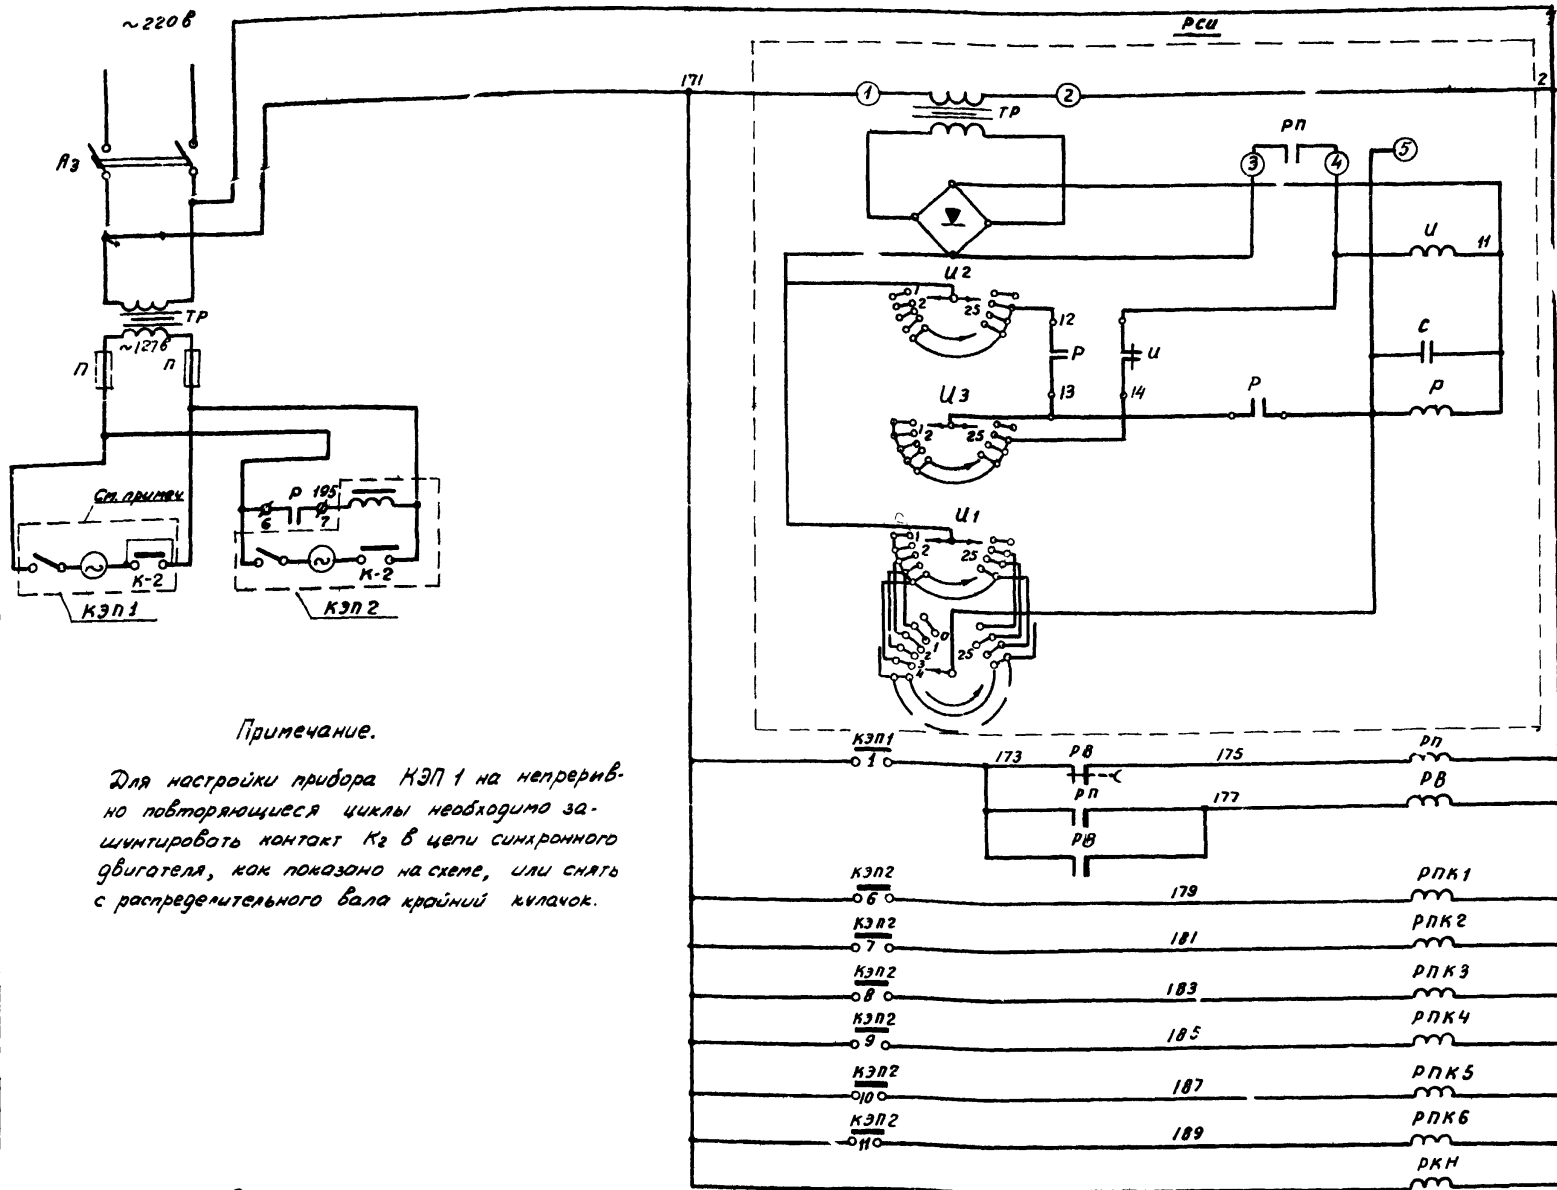 ~220 в
РСИ
171
1
2
2
ТР
РП
3
4
5
Аз
И
11
И2
1
2
25
12
ТР
~127 в
П
П
Р
И
С
13
14
И3
1
2
25
Р
Р
См. примеч
Р
195
6
7
К-2
К-2
КЭП1
КЭП2
И1
1
2
25
0
1
2
3
4
25
Примечание.
Для настройки прибора КЭП 1 на непрерыв-
но повторяющиеся циклы необходимо за-
шунтировать контакт К2 в цепи синхронного
двигателя, как показано на схеме, или снять
с распределительного вала крайний кулачок.
КЭП1
1
173
РВ
175
РП
РП
177
РВ
РВ
КЭП2
6
179
РПК1
КЭП2
7
181
РПК2
КЭП2
8
183
РПК3
КЭП2
9
185
РПК4
КЭП2
10
187
РПК5
КЭП2
11
189
РПК6
РКН